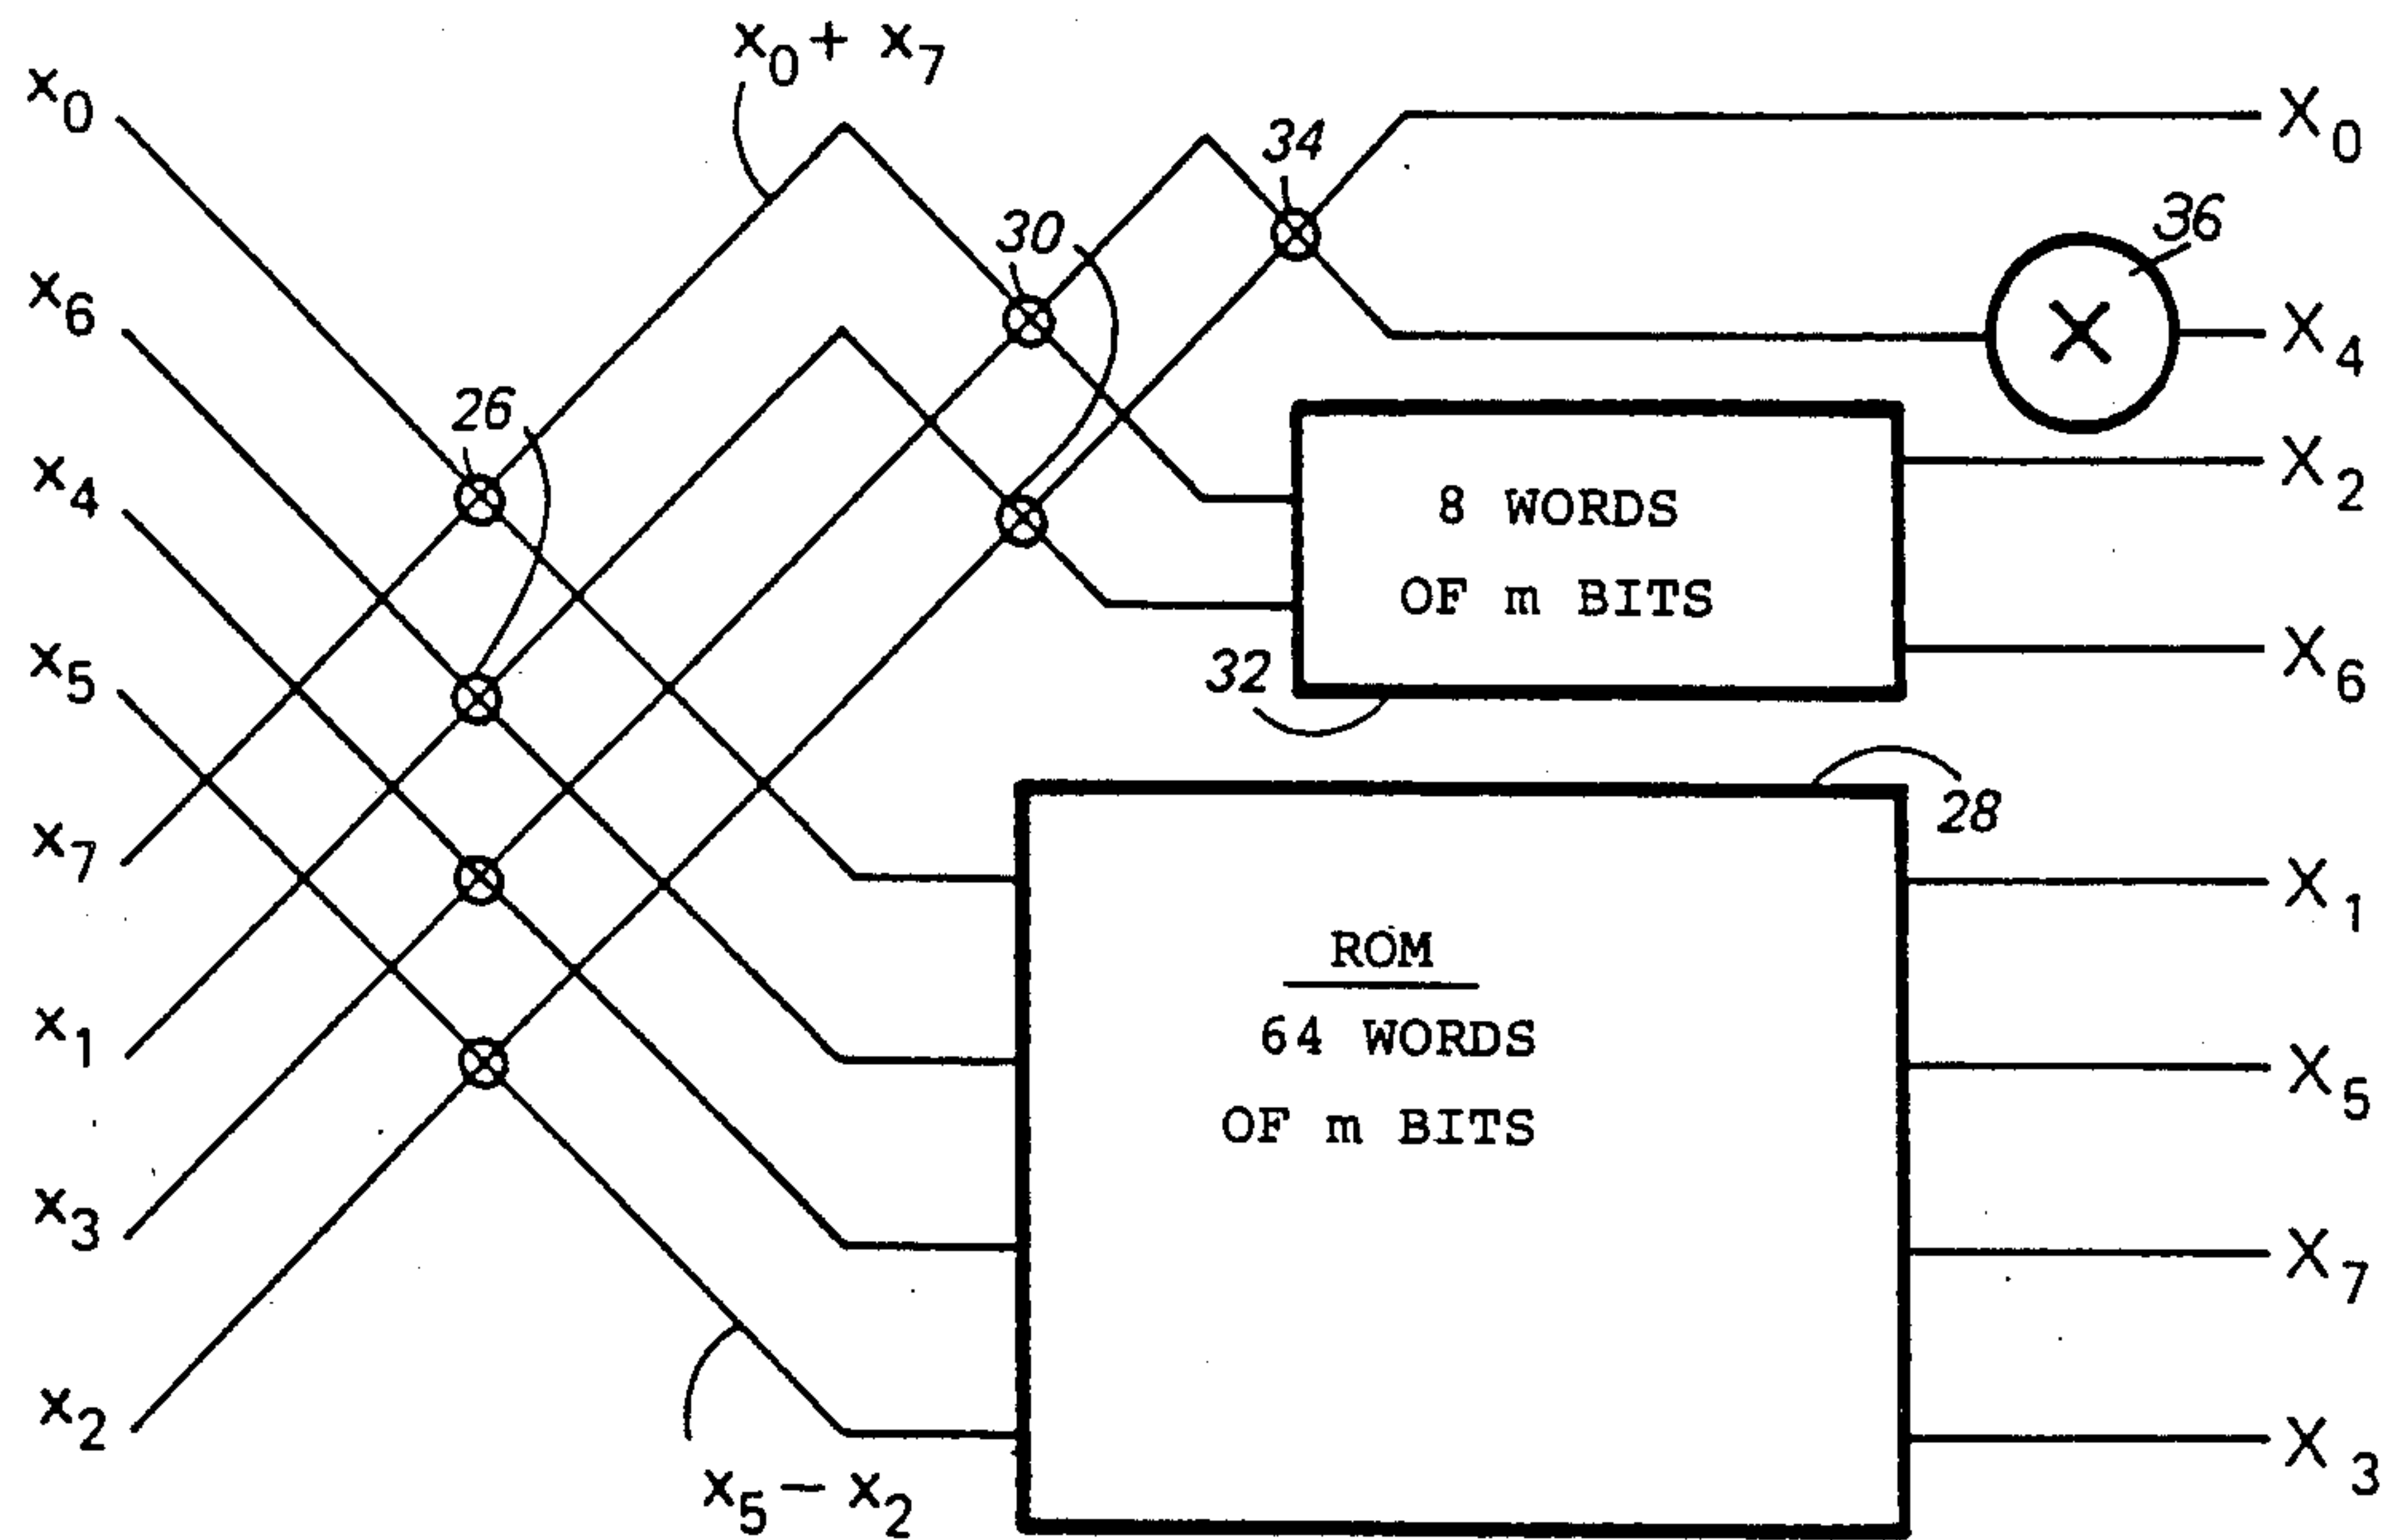 x₀ + x₇
x₀
x₆
x₄
x₅
x₇
x₁
x₃
x₂
26
30
34
36
X₀
X₄
X₂
X₆
8 WORDS
OF m BITS
32
28
ROM
64 WORDS
OF m BITS
X₁
X₅
X₇
X₃
x₅ − x₂